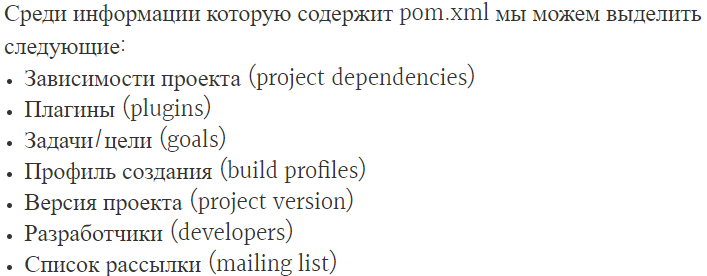 Среди информации которую содержит pom.xml мы можем выделить
следующие:
• Зависимости проекта (project dependencies)
• Плагины (plugins)
• Задачи/цели (goals)
• Профиль создания (build profiles)
• Версия проекта (project version)
• Разработчики (developers)
• Список рассылки (mailing list)